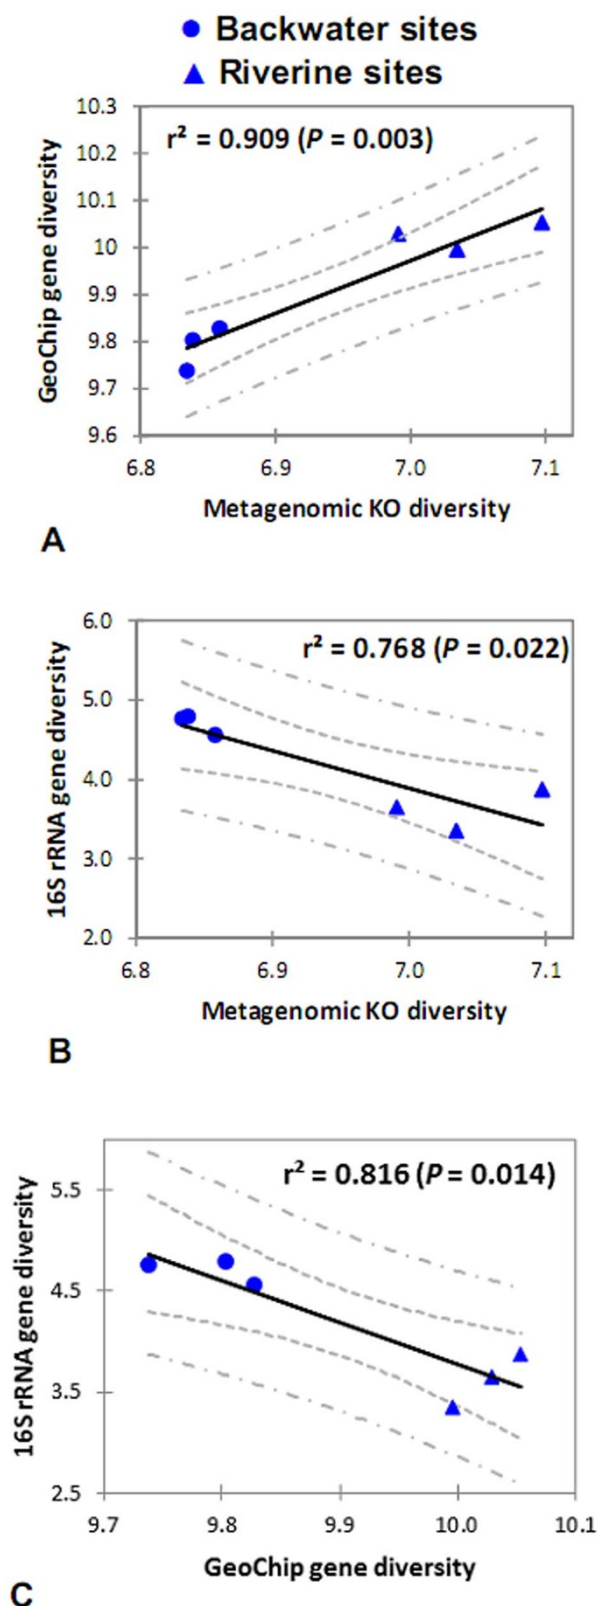 Backwater sites
Riverine sites
r² = 0.909 (P = 0.003)
10.3
10.2
10.1
10
9.9
9.8
9.7
9.6
GeoChip gene diversity
6.8 6.9 7.0 7.1
Metagenomic KO diversity
A
r² = 0.768 (P = 0.022)
6.0
5.0
4.0
3.0
2.0
16S rRNA gene diversity
6.8 6.9 7.0 7.1
Metagenomic KO diversity
B
r² = 0.816 (P = 0.014)
5.5
4.5
3.5
2.5
16S rRNA gene diversity
9.7 9.8 9.9 10.0 10.1
GeoChip gene diversity
C